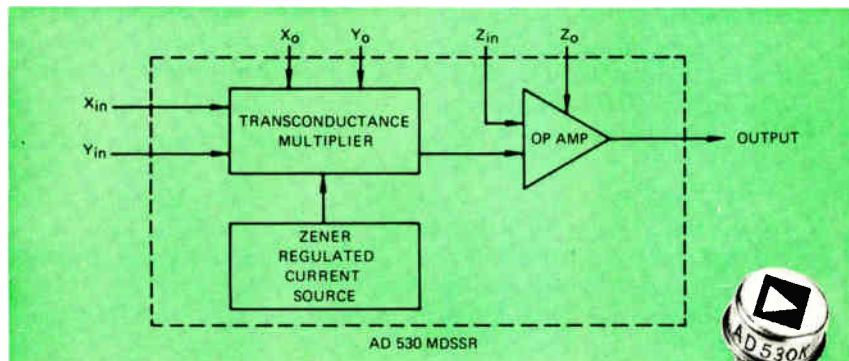 Xo
Yo
Zin
Zo
Xin
Yin
TRANSCONDUCTANCE
MULTIPLIER
OP AMP
OUTPUT
ZENER
REGULATED
CURRENT
SOURCE
AD 530 MDSSR
AD530K